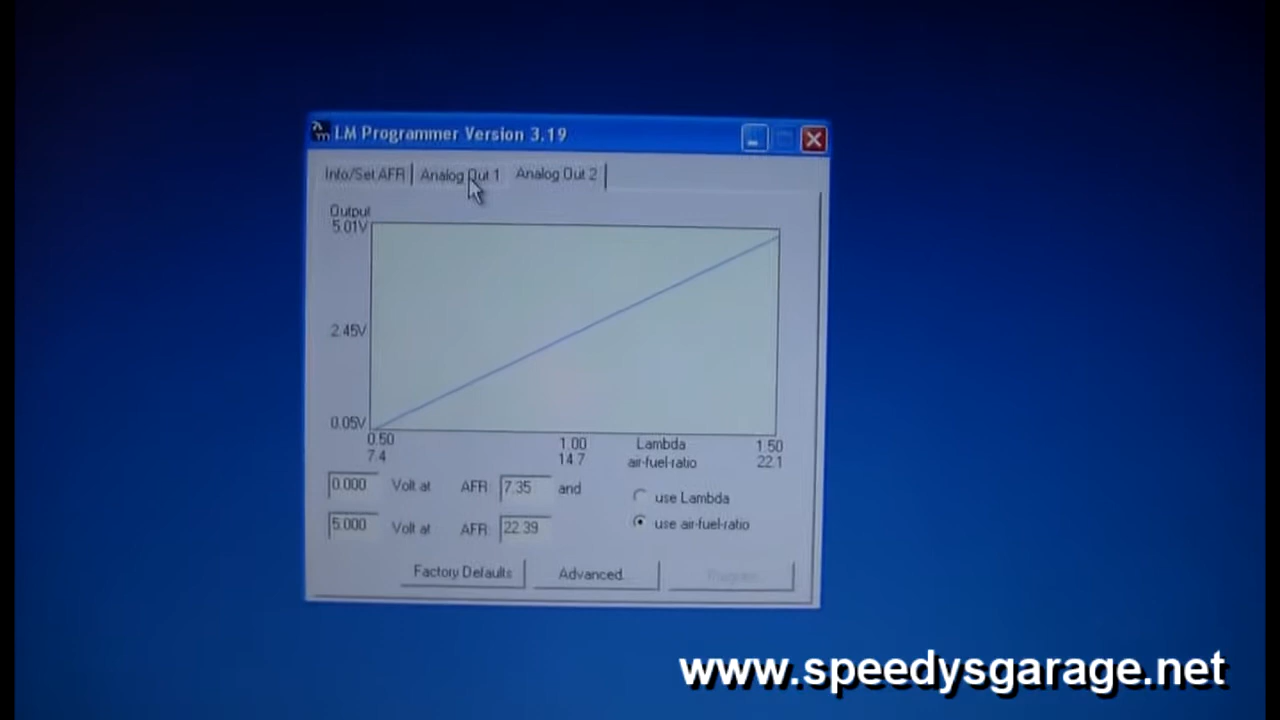 LM Programmer Version 3.19
Info/Set AFR Analog Out 1 Analog Out 2
Output
5.01V
2.45V
0.05V
0.50 1.00 Lambda 1.50
7.4 14.7 air-fuel-ratio 22.1
0.000 Volt at AFR 7.35 and
use Lambda
5.000 Volt at AFR 22.39
use air-fuel-ratio
Factory Defaults Advanced...
www.speedysgarage.net